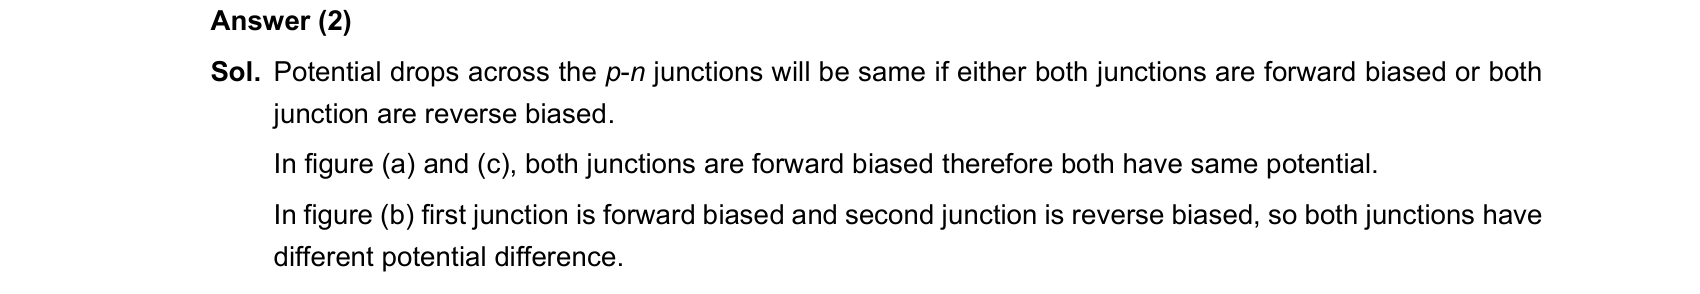 Answer (2)
Sol. Potential drops across the p-n junctions will be same if either both junctions are forward biased or both
junction are reverse biased.
In figure (a) and (c), both junctions are forward biased therefore both have same potential.
In figure (b) first junction is forward biased and second junction is reverse biased, so both junctions have
different potential difference.